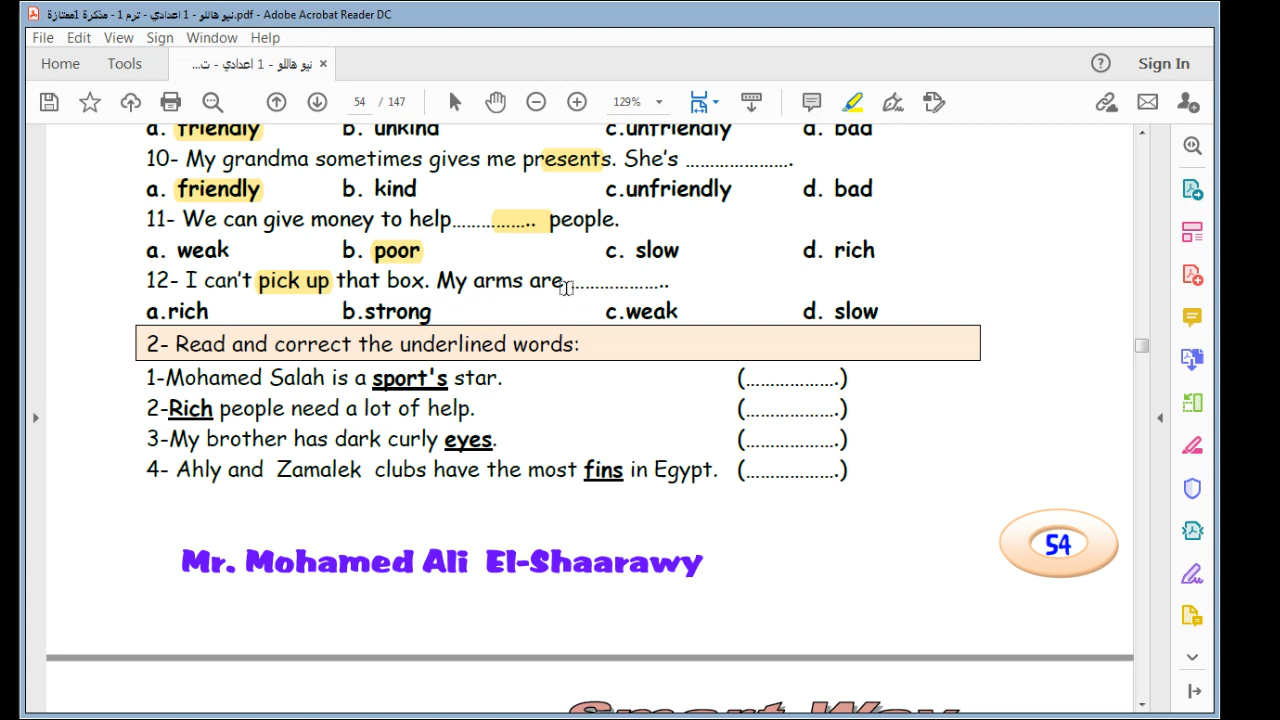 نيو هاللو - 1 اعدادي - ترم 1 - مذكرة 1ممتازة.pdf - Adobe Acrobat Reader DC
File Edit View Sign Window Help
Home Tools نيو هاللو - 1 اعدادي - ت... × Sign In
54 / 147 129%
a. friendly b. unkind c.unfriendly d. bad
10- My grandma sometimes gives me presents. She's ………………….
a. friendly b. kind c.unfriendly d. bad
11- We can give money to help…………….. people.
a. weak b. poor c. slow d. rich
12- I can't pick up that box. My arms are ………………..
a.rich b.strong c.weak d. slow
2- Read and correct the underlined words:
1-Mohamed Salah is a sport's star. (……………….)
2-Rich people need a lot of help. (……………….)
3-My brother has dark curly eyes. (……………….)
4- Ahly and Zamalek clubs have the most fins in Egypt. (……………….)
54
Mr. Mohamed Ali El-Shaarawy
Smart Way